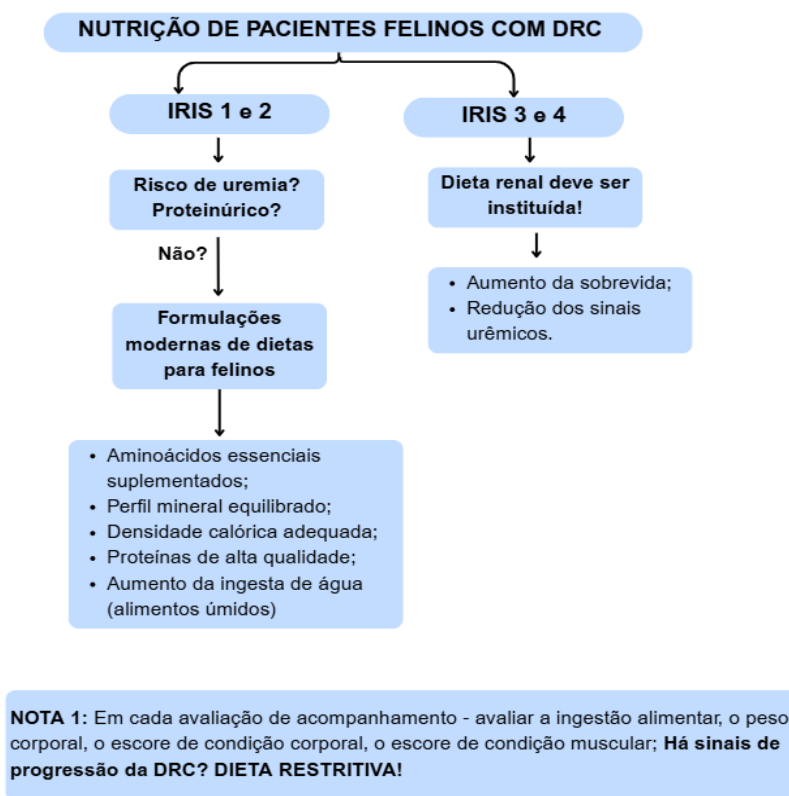 NUTRIÇÃO DE PACIENTES FELINOS COM DRC
IRIS 1 e 2
Risco de uremia?
Proteinúrico?
Não?
Formulações
modernas de dietas
para felinos
• Aminoácidos essenciais
suplementados;
• Perfil mineral equilibrado;
• Densidade calórica adequada;
• Proteínas de alta qualidade;
• Aumento da ingesta de água
(alimentos úmidos)
IRIS 3 e 4
Dieta renal deve ser
instituída!
• Aumento da sobrevida;
• Redução dos sinais
urêmicos.
NOTA 1: Em cada avaliação de acompanhamento - avaliar a ingestão alimentar, o peso
corporal, o escore de condição corporal, o escore de condição muscular; Há sinais de
progressão da DRC? DIETA RESTRITIVA!